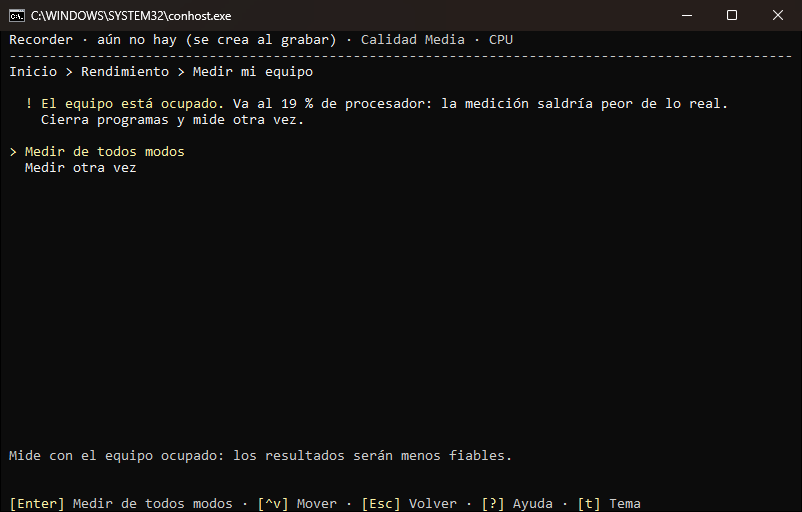 C:\WINDOWS\SYSTEM32\conhost.exe
Recorder · aún no hay (se crea al grabar) · Calidad Media · CPU
Inicio > Rendimiento > Medir mi equipo
! El equipo está ocupado. Va al 19 % de procesador: la medición saldría peor de lo real.
Cierra programas y mide otra vez.
> Medir de todos modos
Medir otra vez
Mide con el equipo ocupado: los resultados serán menos fiables.
[Enter] Medir de todos modos · [^v] Mover · [Esc] Volver · [?] Ayuda · [t] Tema